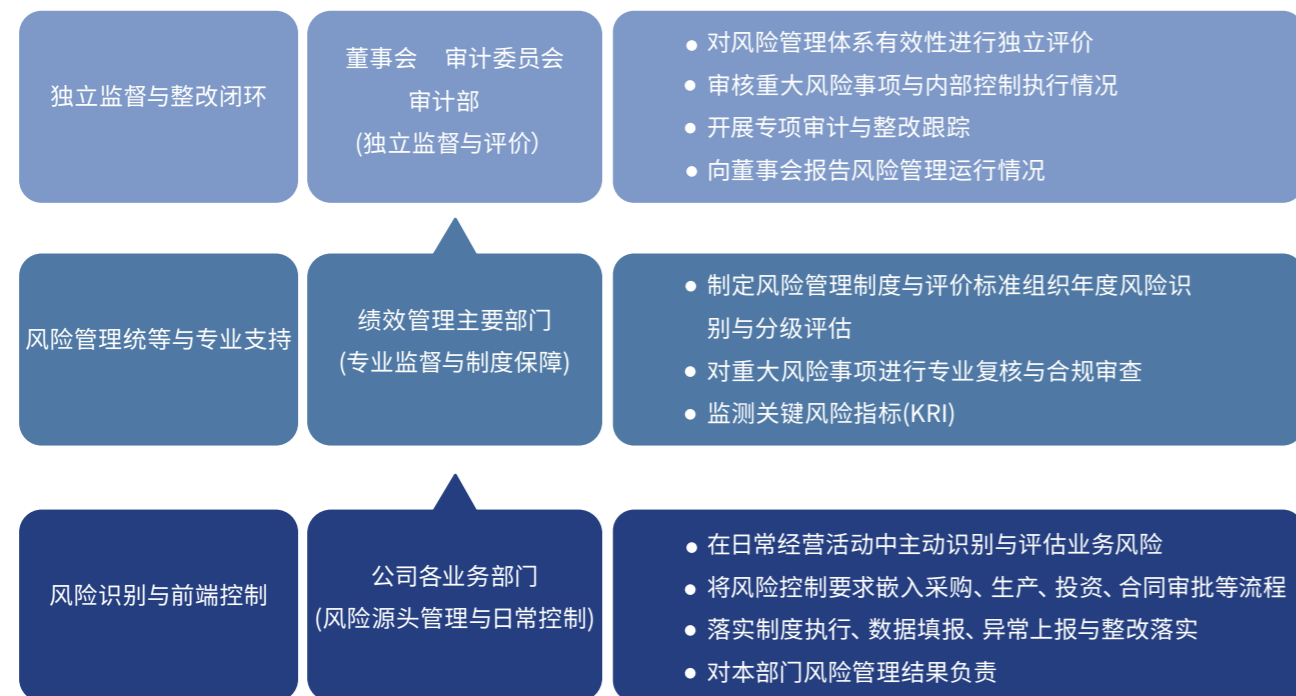 独立监督与整改闭环
董事会 审计委员会
审计部
(独立监督与评价)
● 对风险管理体系有效性进行独立评价
● 审核重大风险事项与内部控制执行情况
● 开展专项审计与整改跟踪
● 向董事会报告风险管理运行情况
风险管理统等与专业支持
绩效管理主要部门
(专业监督与制度保障)
● 制定风险管理制度与评价标准组织年度风险识
别与分级评估
● 对重大风险事项进行专业复核与合规审查
● 监测关键风险指标(KRI)
风险识别与前端控制
公司各业务部门
(风险源头管理与日常控制)
● 在日常经营活动中主动识别与评估业务风险
● 将风险控制要求嵌入采购、生产、投资、合同审批等流程
● 落实制度执行、数据填报、异常上报与整改落实
● 对本部门风险管理结果负责